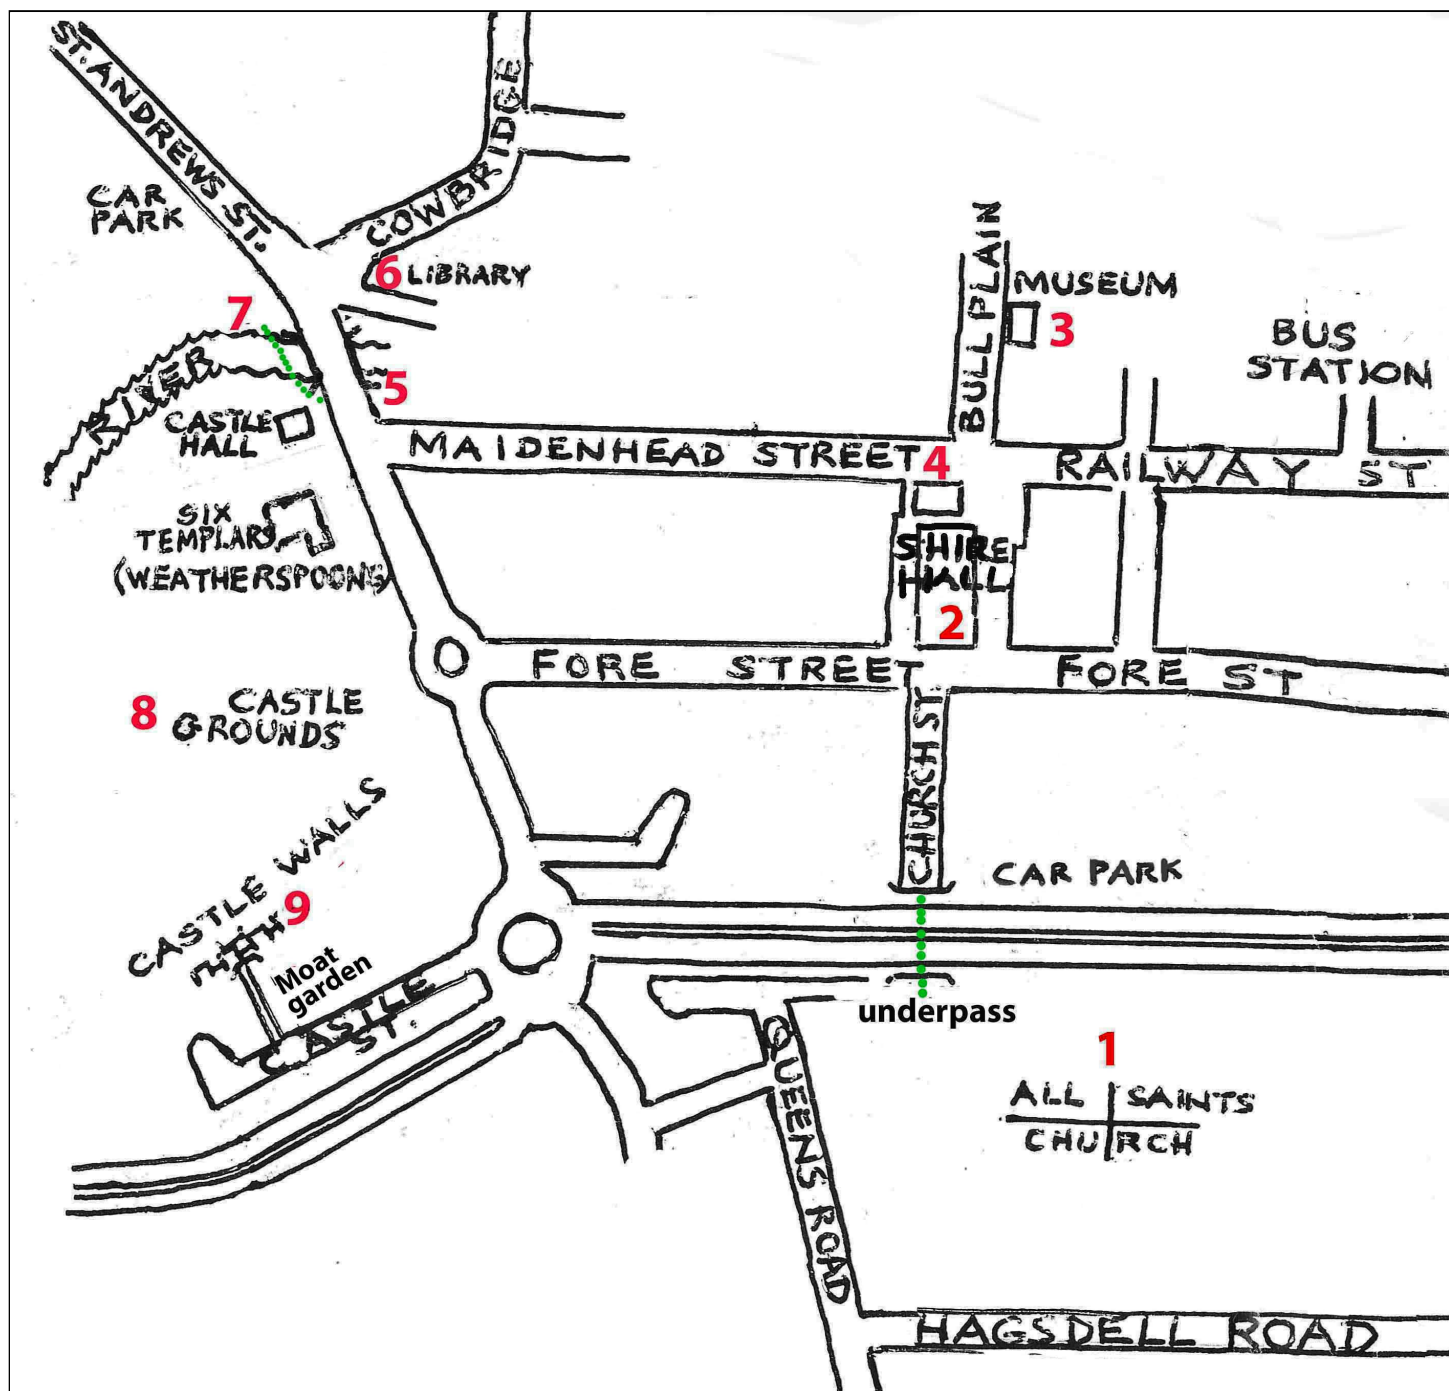 ST. ANDREWS ST.
COWBRIDGE
CAR
PARK
6 LIBRARY
7
RIVER
5
CASTLE
HALL
MAIDENHEAD STREET
4
BULL PLAIN
MUSEUM
3
BUS
STATION
RAILWAY ST
SIX
TEMPLARS
(WEATHERSPOONS
SHIRE
HALL
2
FORE STREET
FORE ST
8
CASTLE
GROUNDS
CHURCH ST.
CAR PARK
CASTLE WALLS
9
Moat
garden
CASTLE
ST.
underpass
1
ALL SAINTS
CHURCH
QUEENS ROAD
HAGSDELL ROAD